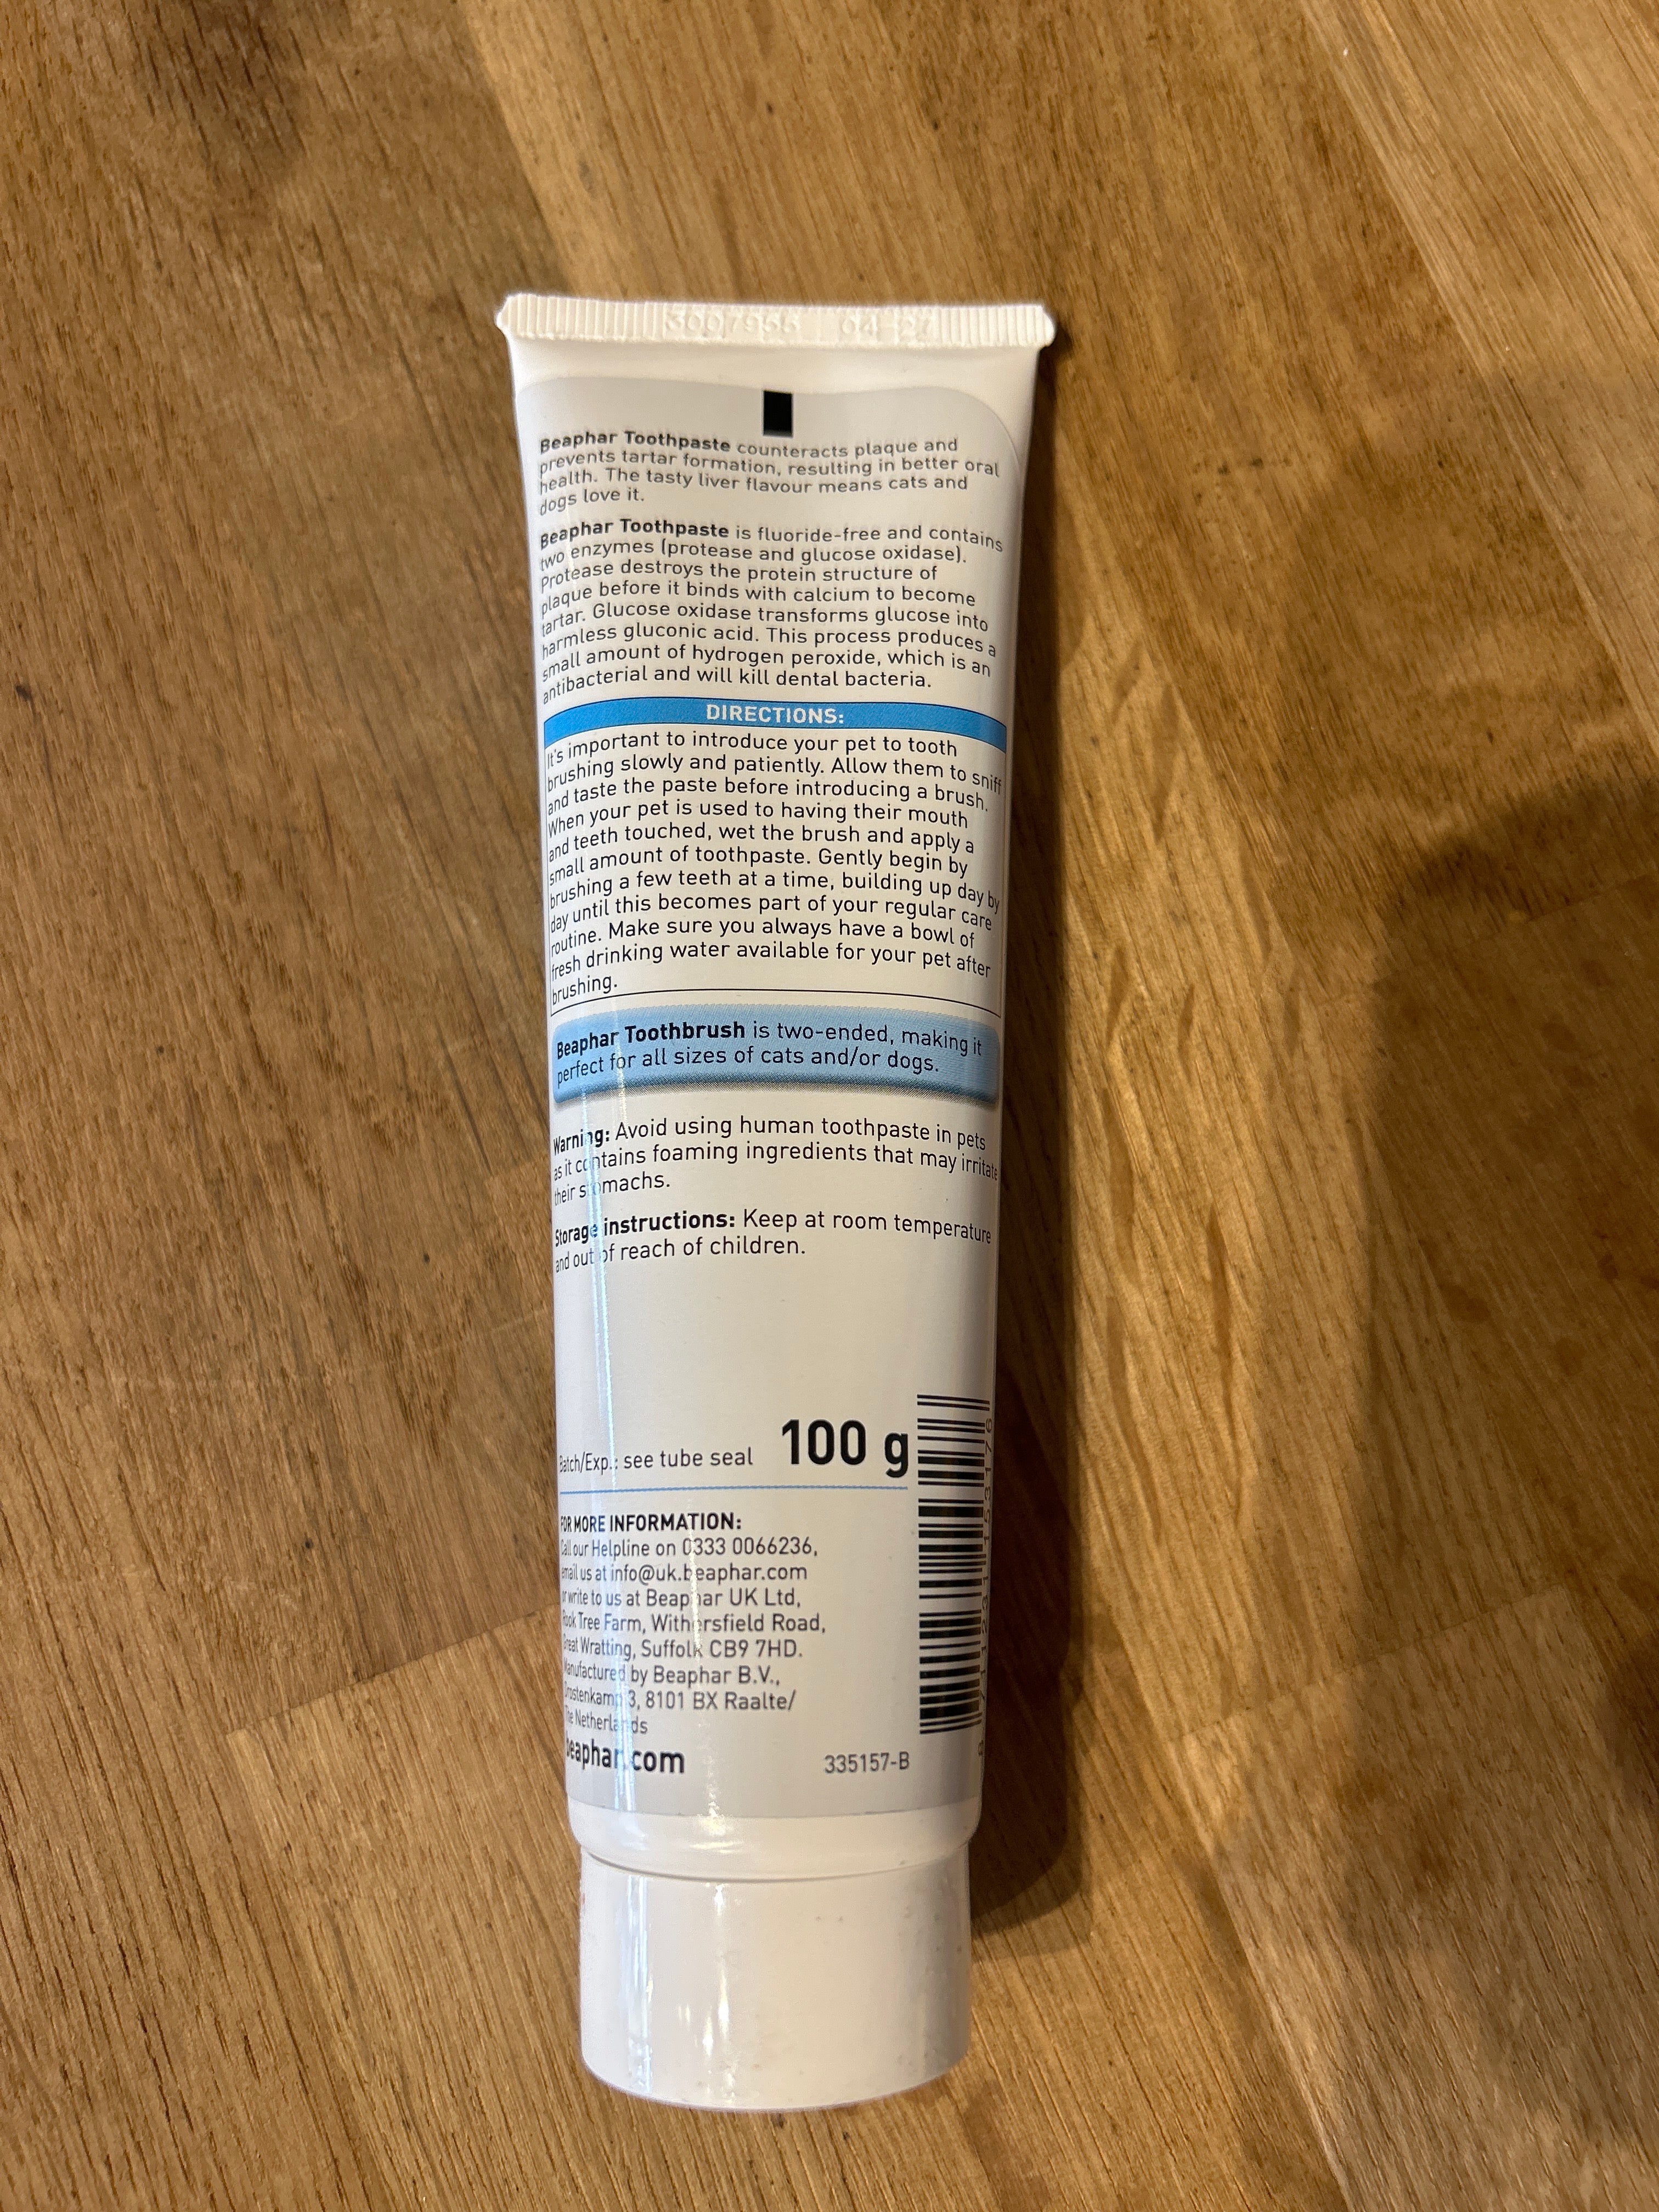 3007955 04 27
Beaphar Toothpaste counteracts plaque and
prevents tartar formation, resulting in better oral
health. The tasty liver flavour means cats and
dogs love it.
Beaphar Toothpaste is fluoride-free and contains
two enzymes (protease and glucose oxidase).
Protease destroys the protein structure of
plaque before it binds with calcium to become
tartar. Glucose oxidase transforms glucose into
harmless gluconic acid. This process produces a
small amount of hydrogen peroxide, which is an
antibacterial and will kill dental bacteria.
DIRECTIONS:
It's important to introduce your pet to tooth
brushing slowly and patiently. Allow them to sniff
and taste the paste before introducing a brush.
When your pet is used to having their mouth
and teeth touched, wet the brush and apply a
small amount of toothpaste. Gently begin by
brushing a few teeth at a time, building up day by
day until this becomes part of your regular care
routine. Make sure you always have a bowl of
fresh drinking water available for your pet after
brushing.
Beaphar Toothbrush is two-ended, making it
perfect for all sizes of cats and/or dogs.
Warning: Avoid using human toothpaste in pets
as it contains foaming ingredients that may irritate
their stomachs.
Storage instructions: Keep at room temperature
and out of reach of children.
Batch/Exp.: see tube seal 100 g
FOR MORE INFORMATION:
Call our Helpline on 0333 0066236,
email us at info@uk.beaphar.com
or write to us at Beaphar UK Ltd,
Rook Tree Farm, Withersfield Road,
Great Wratting, Suffolk CB9 7HD.
Manufactured by Beaphar B.V.,
Drostenkamp 3, 8101 BX Raalte/
The Netherlands
beaphar.com 335157-B